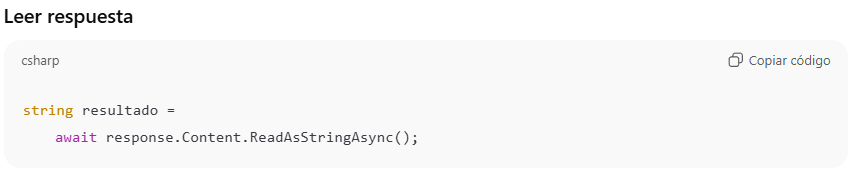 Leer respuesta
csharp
Copiar código
string resultado =
await response.Content.ReadAsStringAsync();